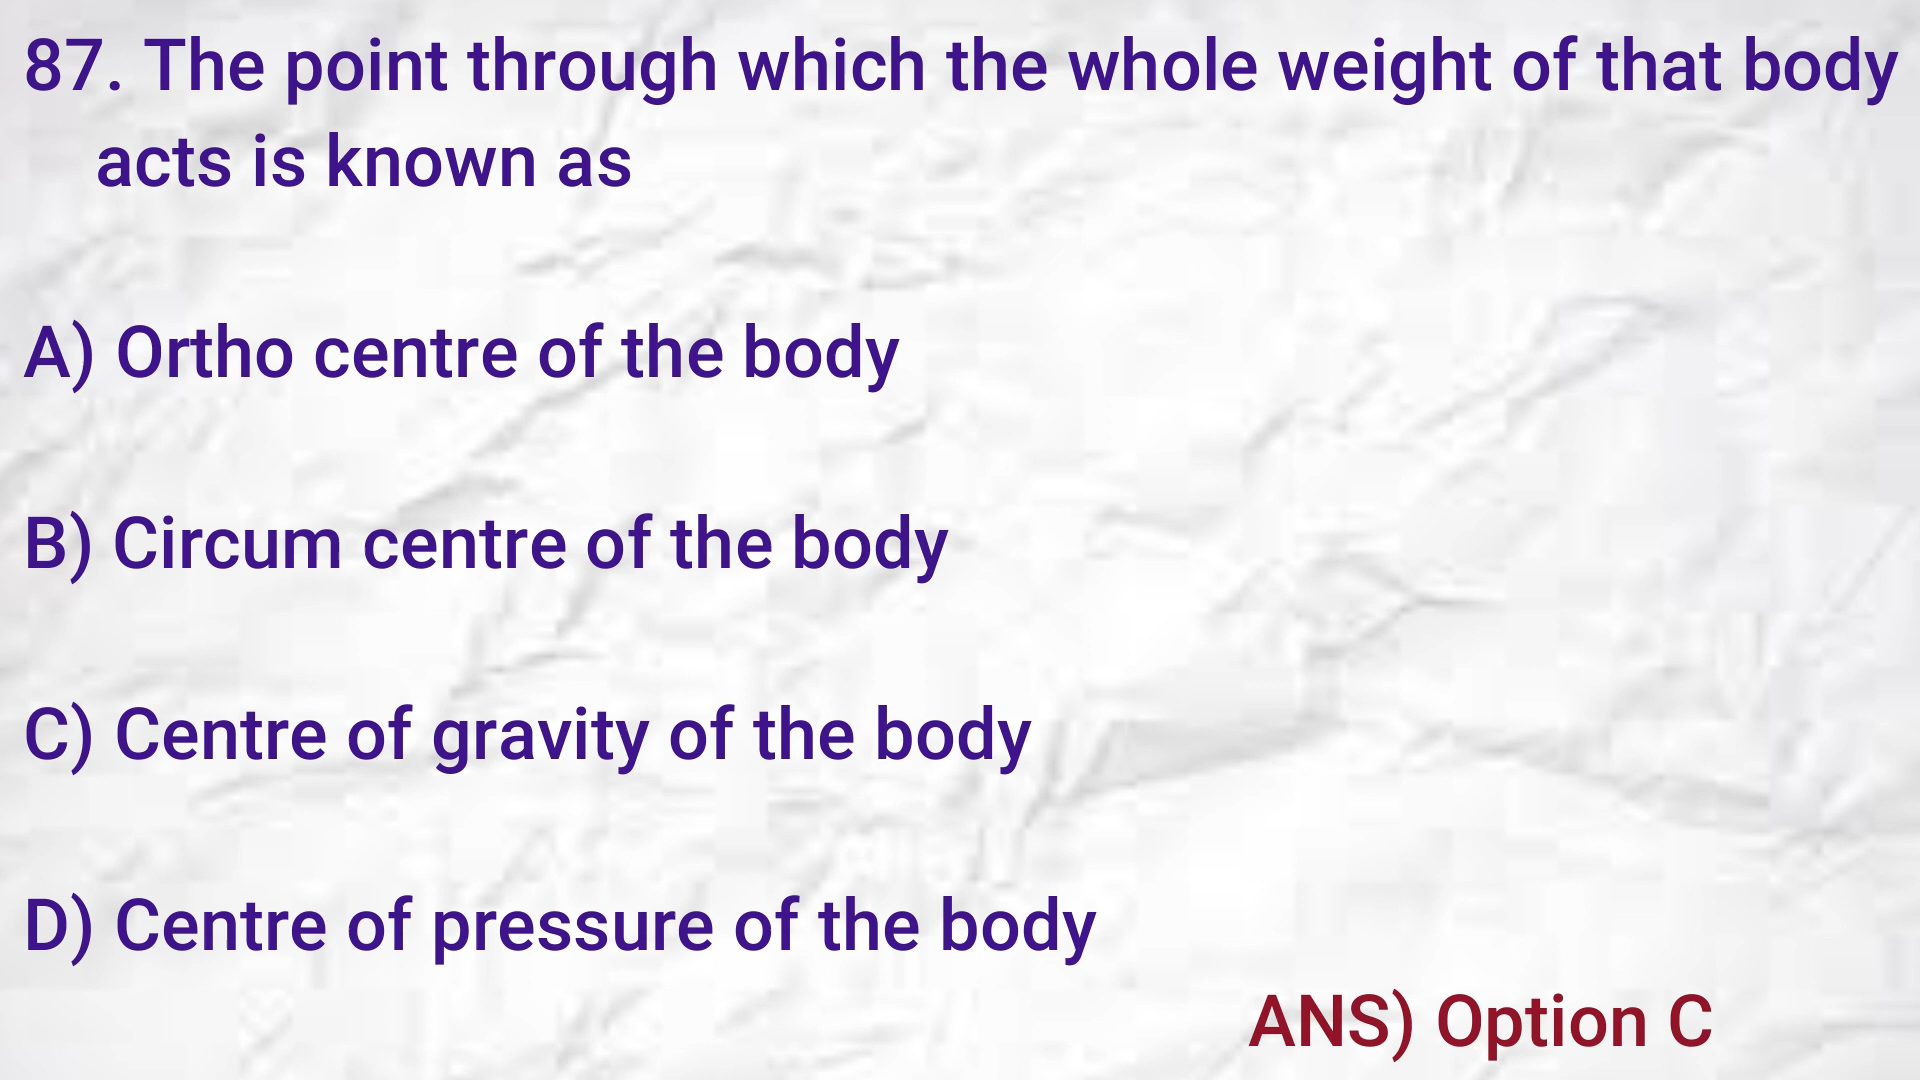 87. The point through which the whole weight of that body
acts is known as
A) Ortho centre of the body
B) Circum centre of the body
C) Centre of gravity of the body
D) Centre of pressure of the body
ANS) Option C